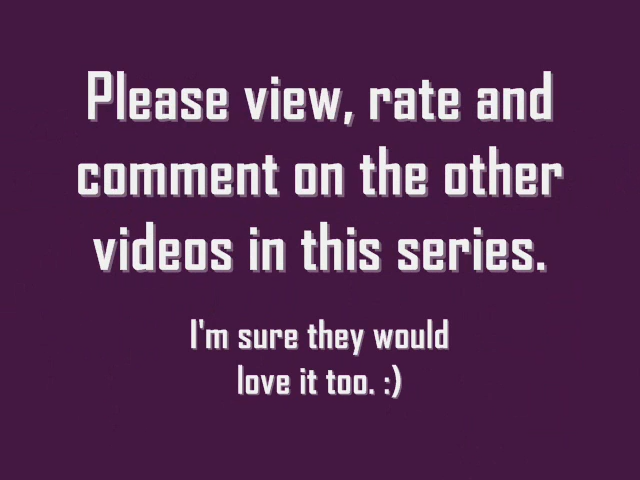 Please view, rate and
comment on the other
videos in this series.
I'm sure they would
love it too. :)